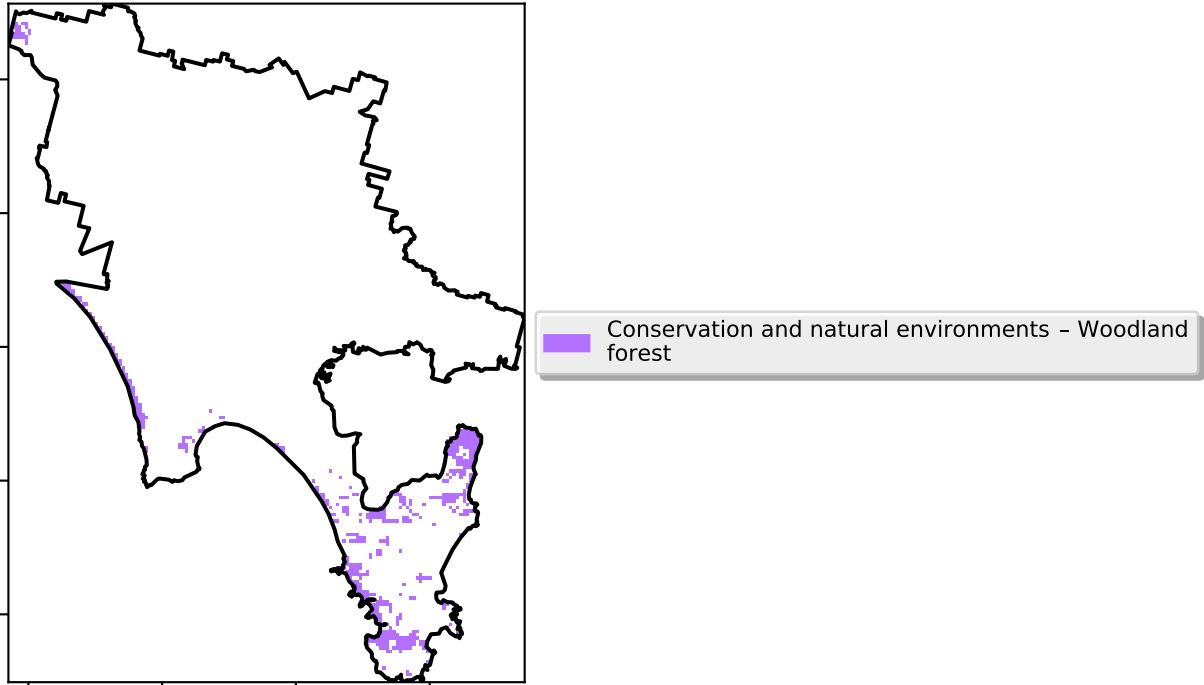 Conservation and natural environments – Woodland
forest